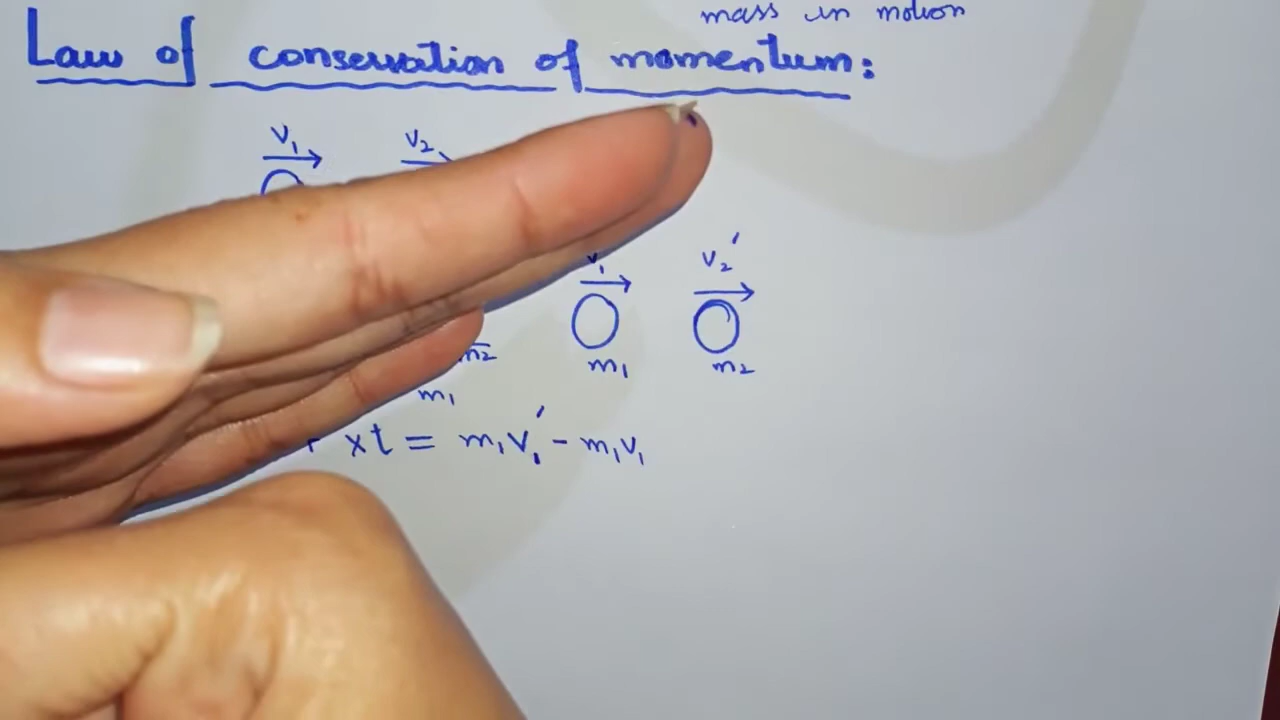 mass in motion
Law of conservation of momentum:
V₁ V₂
v₁ v₂′
m₁ m₂
m₂
m₁
xt = m₁v₁′ - m₁v₁